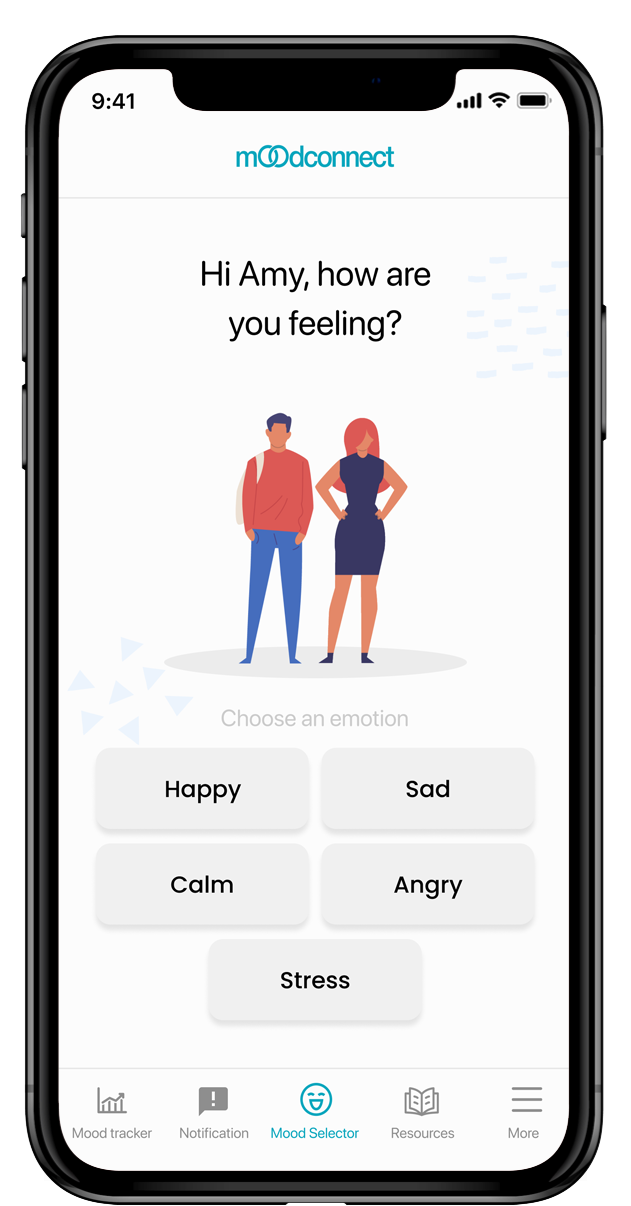 9:41
moodconnect
Hi Amy, how are
you feeling?
Choose an emotion
Happy
Sad
Calm
Angry
Stress
Mood tracker
Notification
Mood Selector
Resources
More